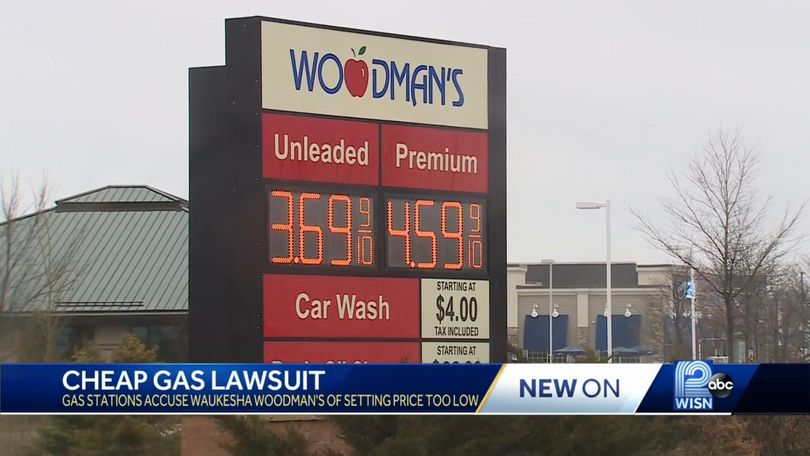 WOODMAN'S
Unleaded Premium
3.69 9/10 4.59 9/10
Car Wash
STARTING AT
$4.00
TAX INCLUDED
STARTING AT
CHEAP GAS LAWSUIT
GAS STATIONS ACCUSE WAUKESHA WOODMAN'S OF SETTING PRICE TOO LOW
NEW ON
2
abc
WISN